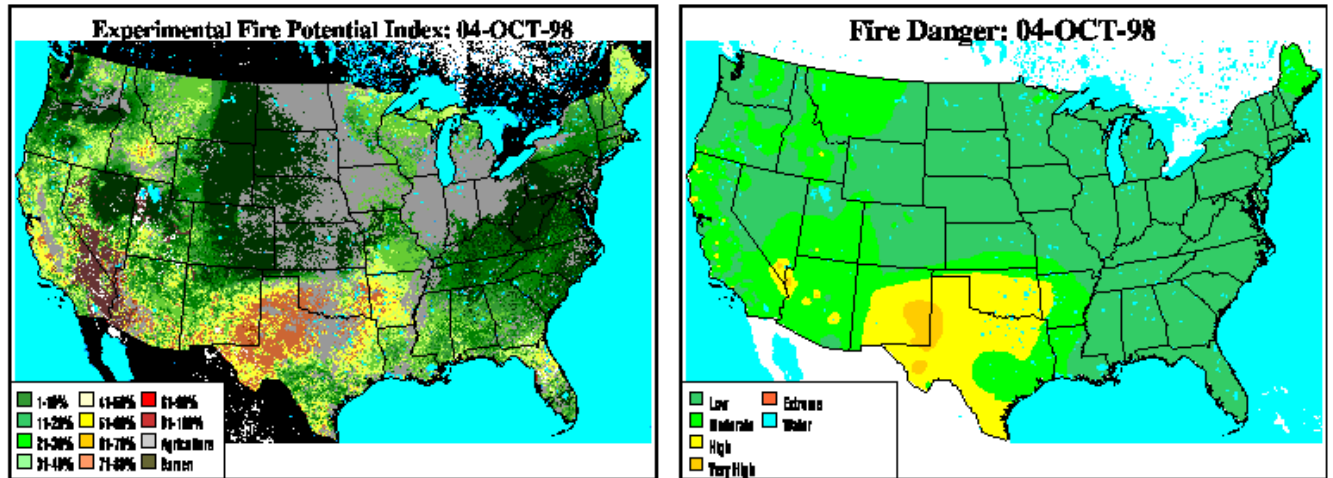 Experimental Fire Potential Index: 04-OCT-98
1-10% 41-50% 81-90%
11-20% 51-60% 91-100%
21-30% 61-70% Agriculture
31-40% 71-80% Barren
Fire Danger: 04-OCT-98
Low Extreme
Moderate Water
High
Very High